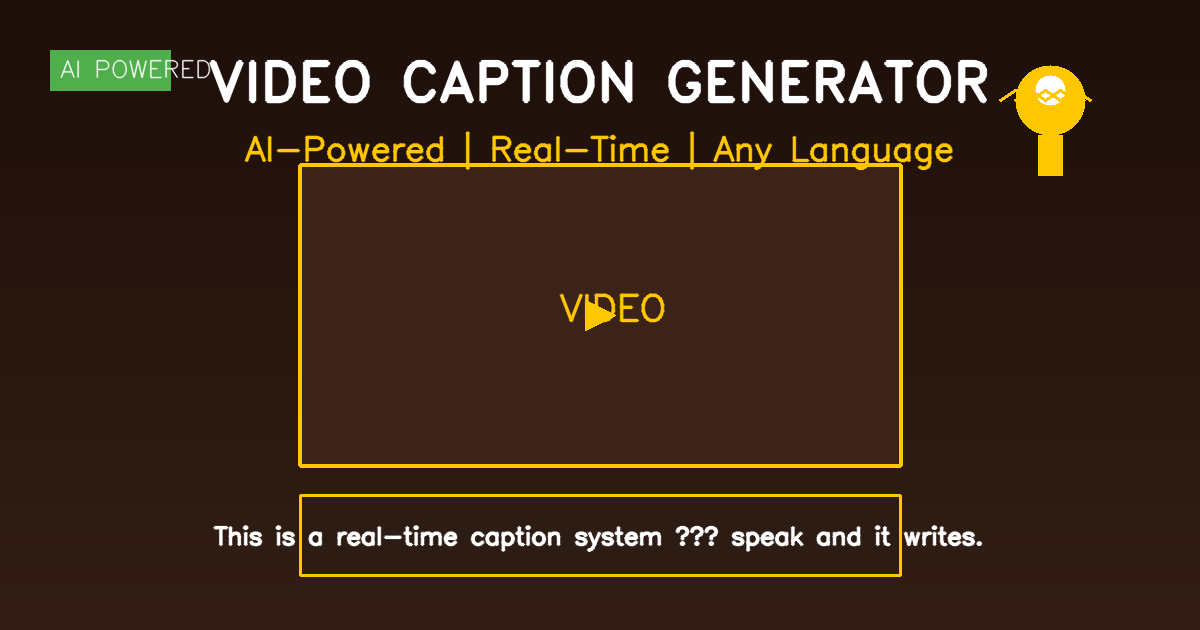 AI POWERED
VIDEO CAPTION GENERATOR
AI-Powered | Real-Time | Any Language
VIDEO
This is a real-time caption system ??? speak and it writes.